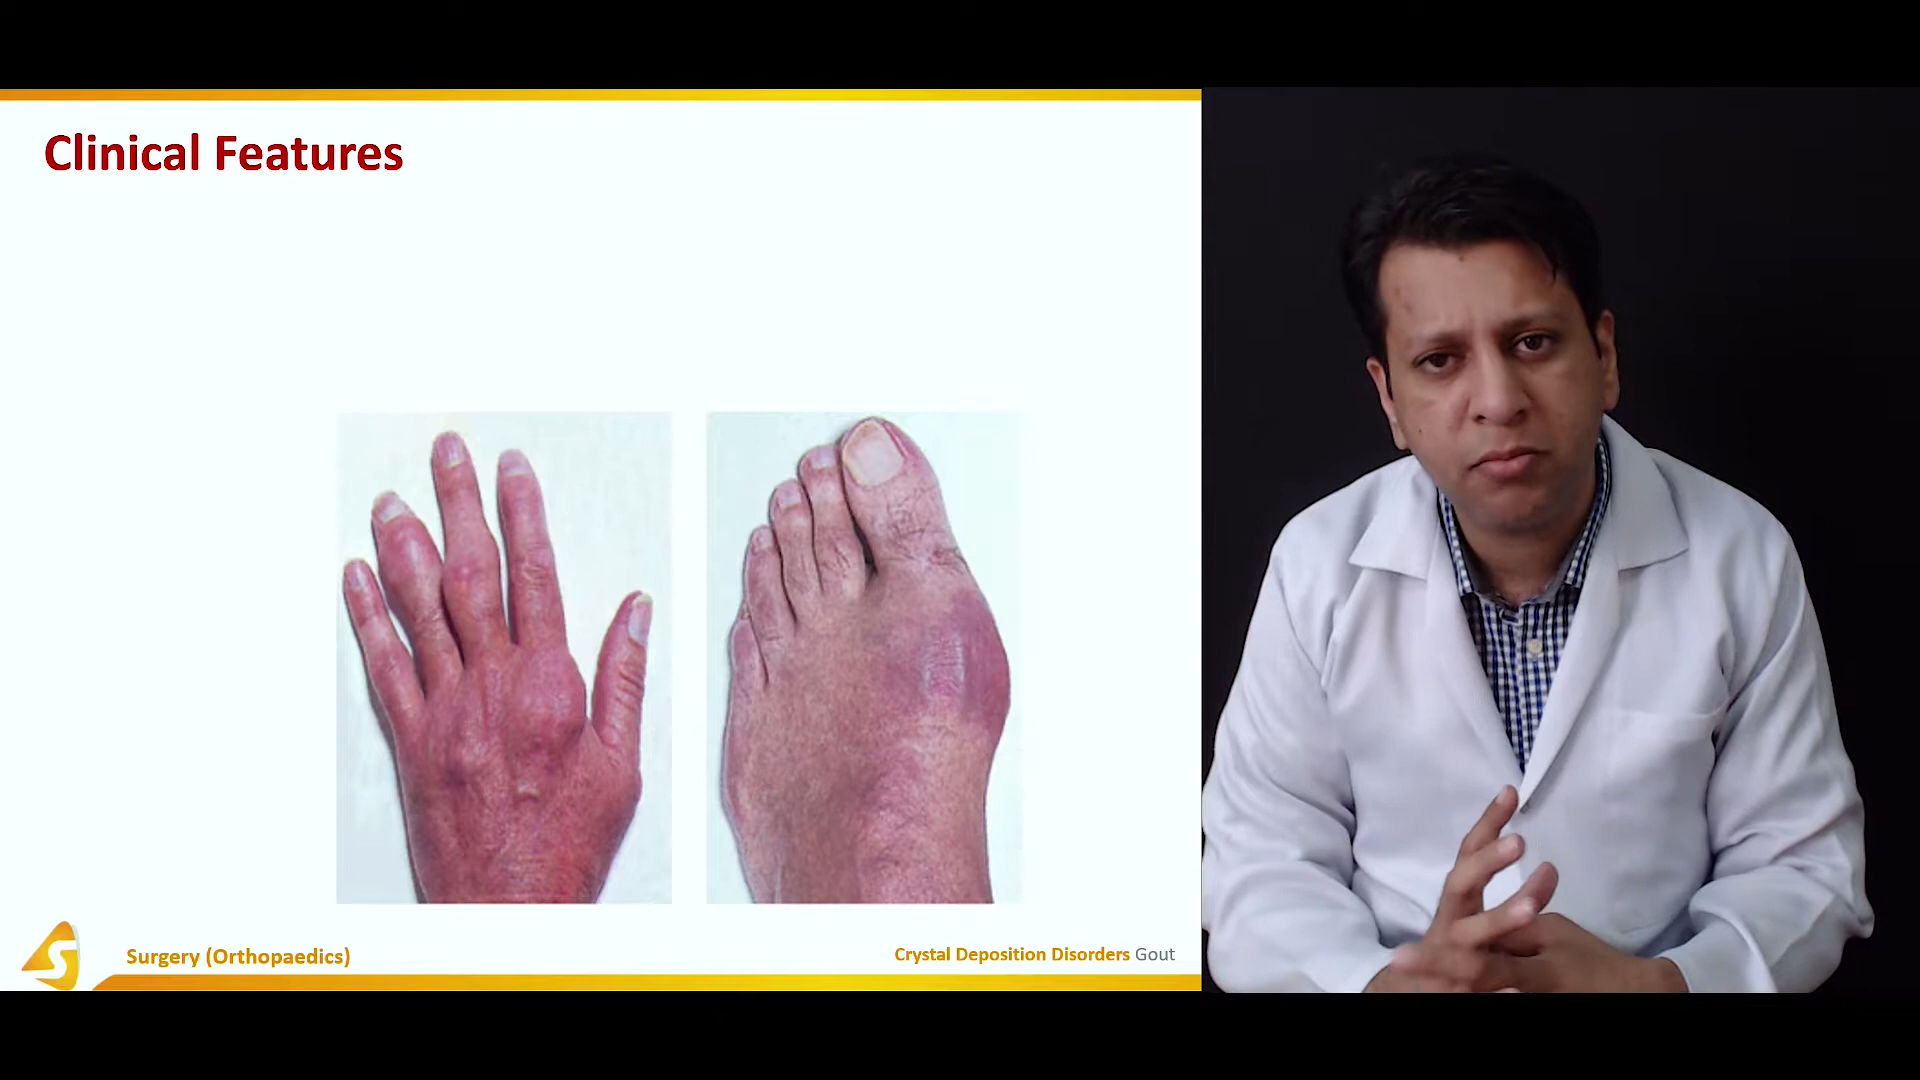 Clinical Features
Surgery (Orthopaedics)
Crystal Deposition Disorders Gout